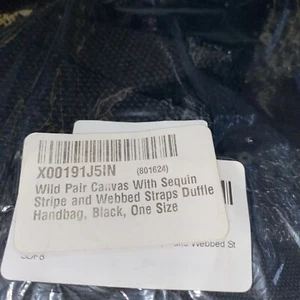 X00191J5IN (801624)
Wild Pair Canvas With Sequin
Stripe and Webbed Straps Duffle
Handbag, Black, One Size
Webbed St